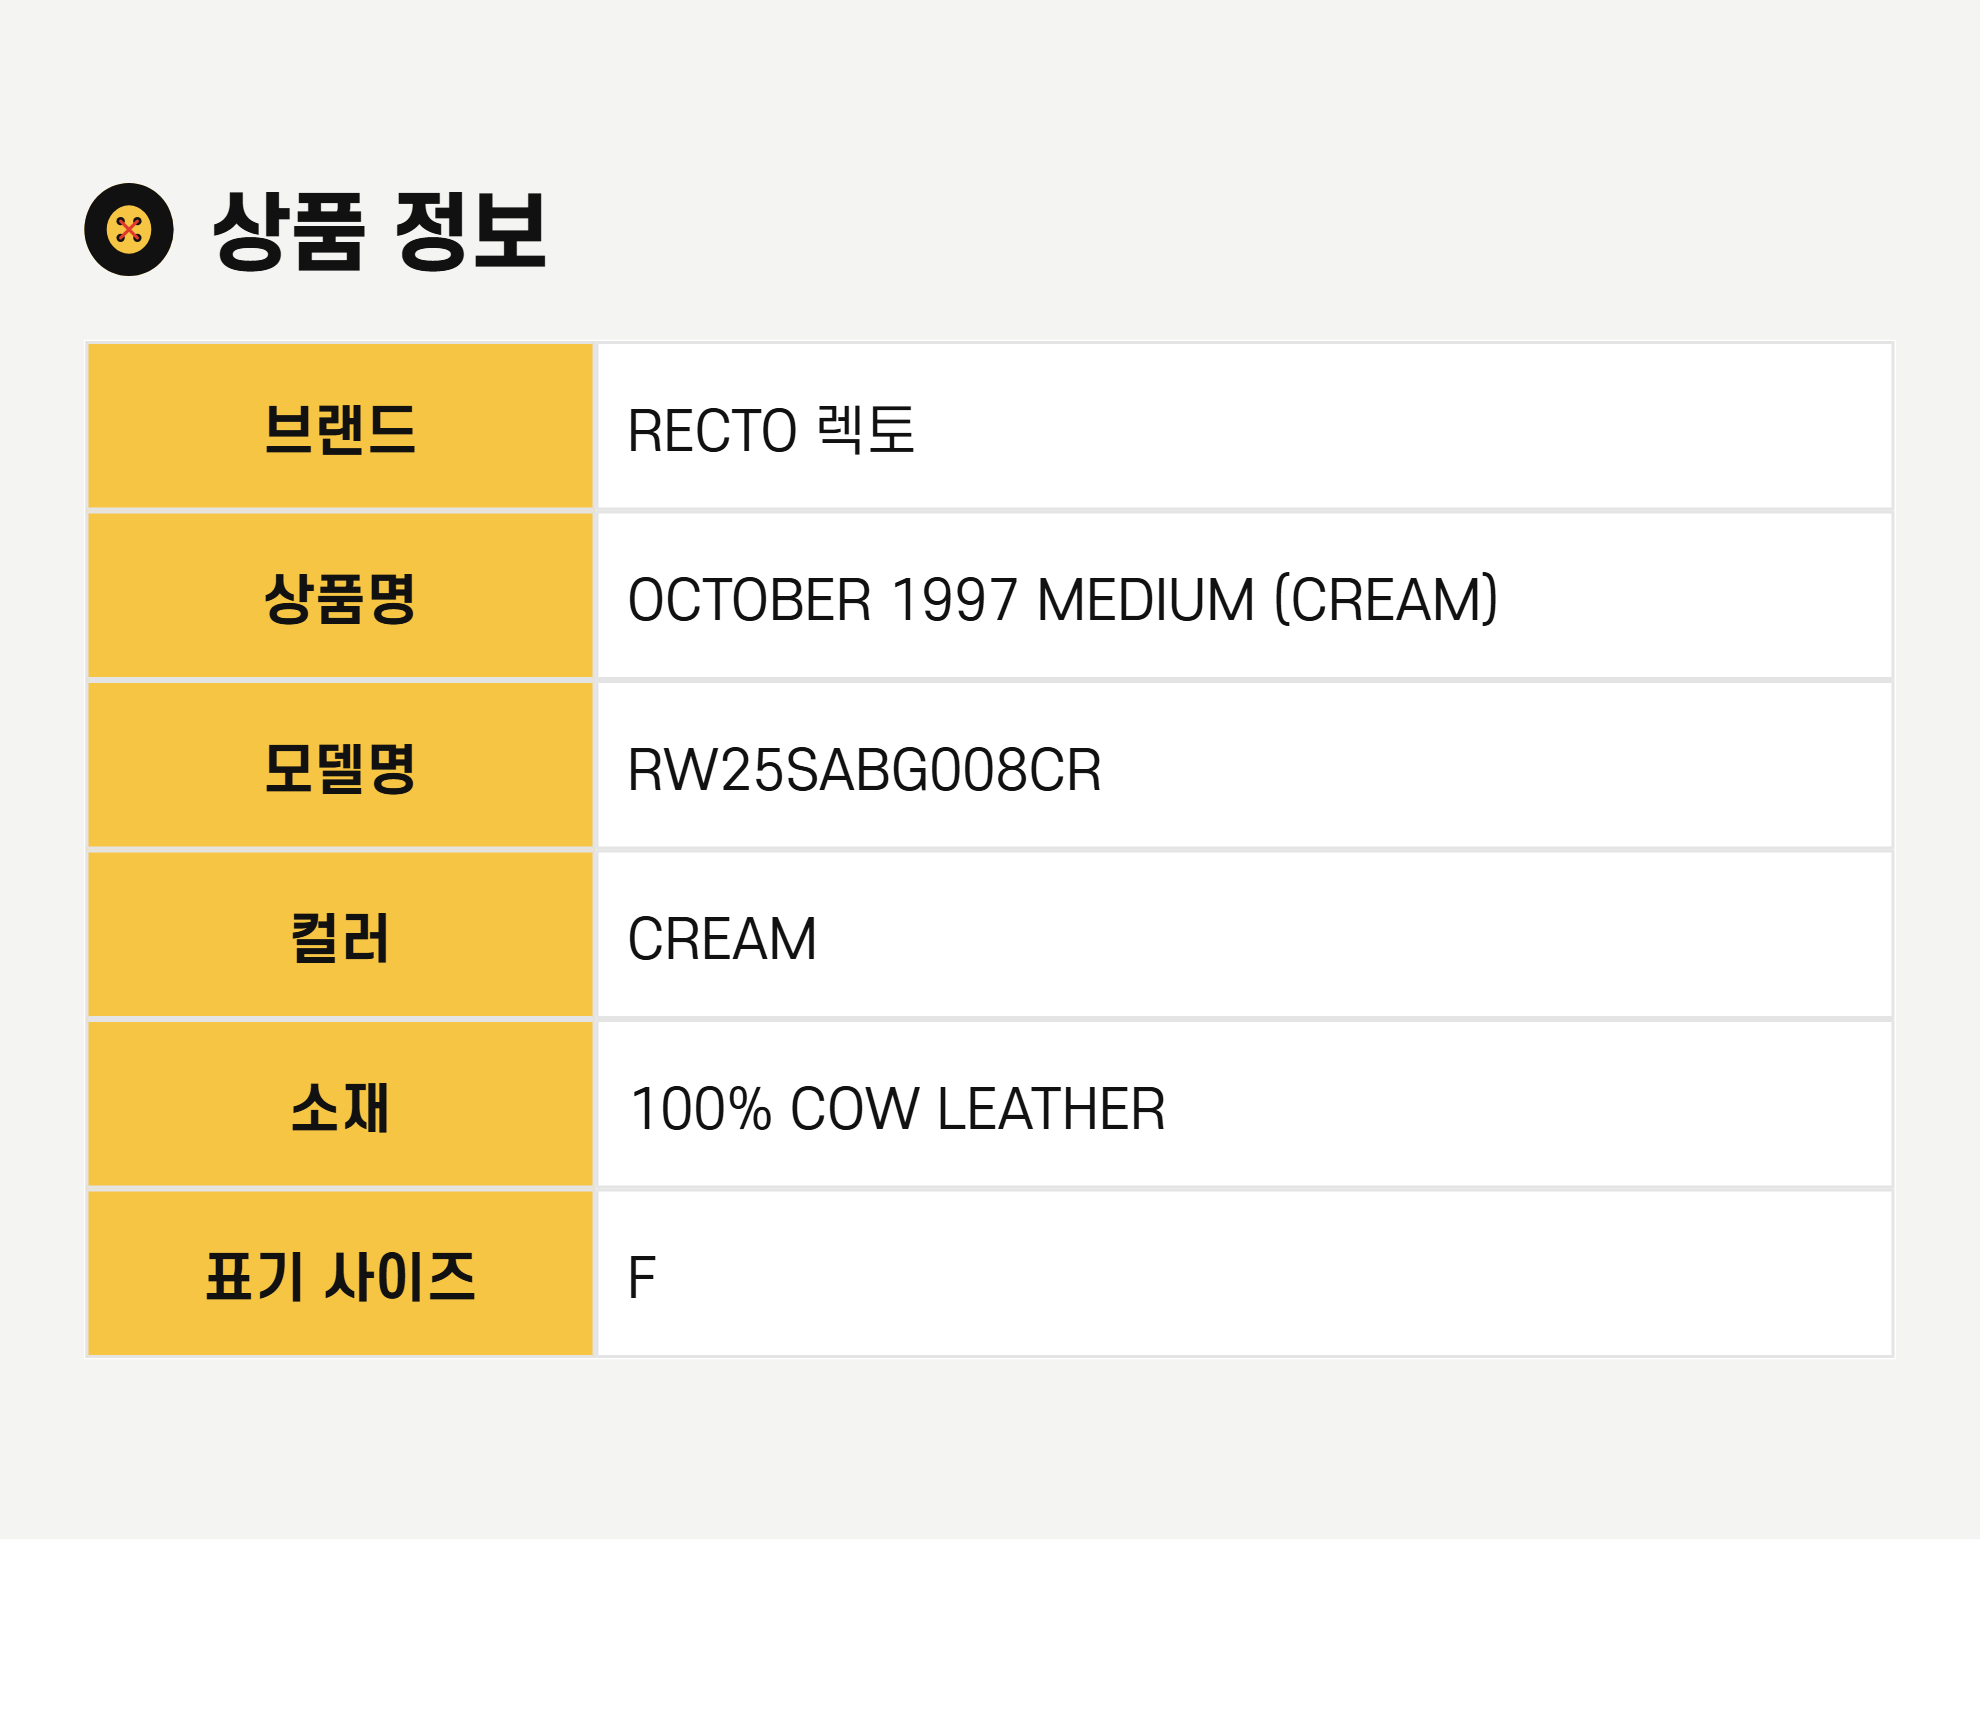 상품 정보
브랜드 RECTO 렉토
상품명 OCTOBER 1997 MEDIUM (CREAM)
모델명 RW25SABG008CR
컬러 CREAM
소재 100% COW LEATHER
표기 사이즈 F